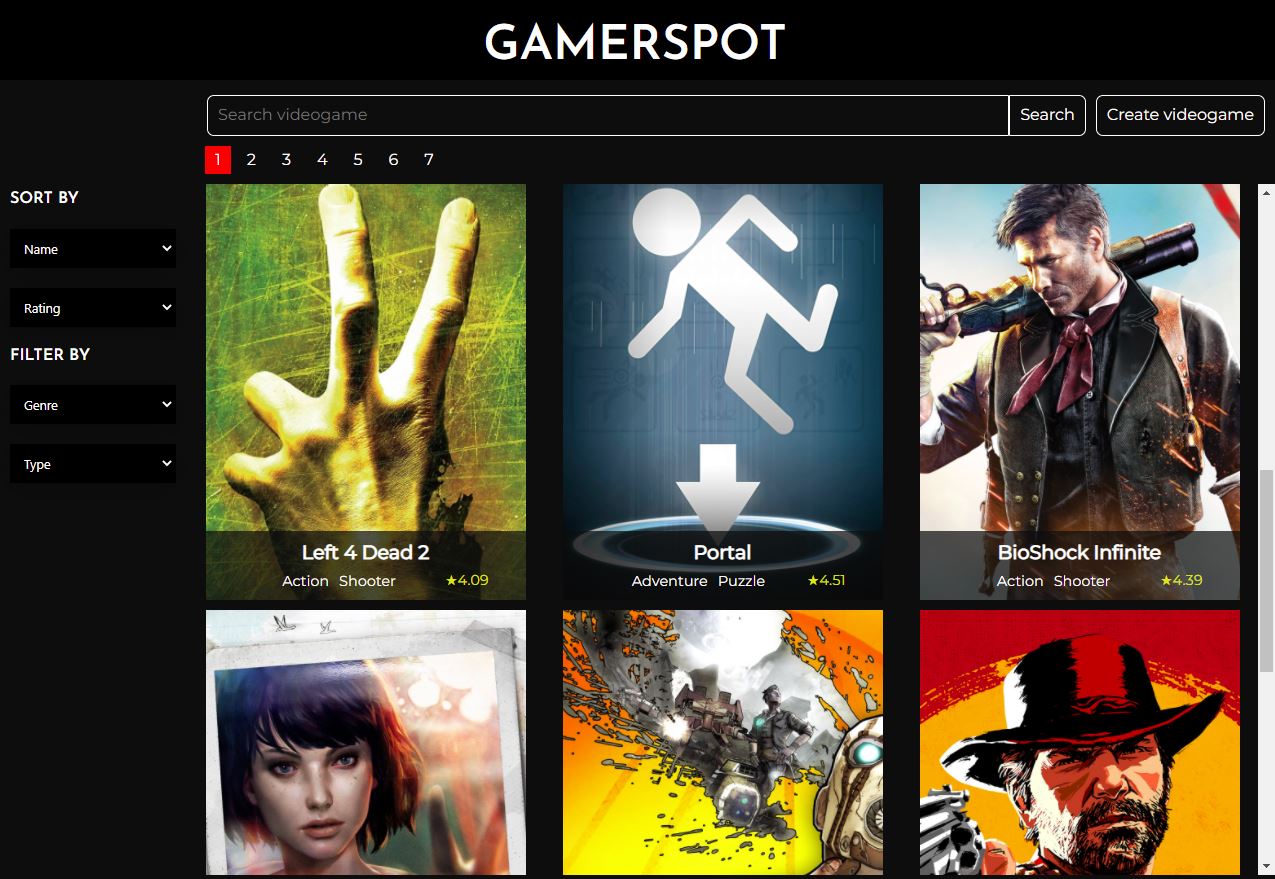 GAMERSPOT
Search videogame
Search
Create videogame
1 2 3 4 5 6 7
SORT BY
Name
Rating
FILTER BY
Genre
Type
Left 4 Dead 2
Action Shooter ★4.09
Portal
Adventure Puzzle ★4.51
BioShock Infinite
Action Shooter ★4.39